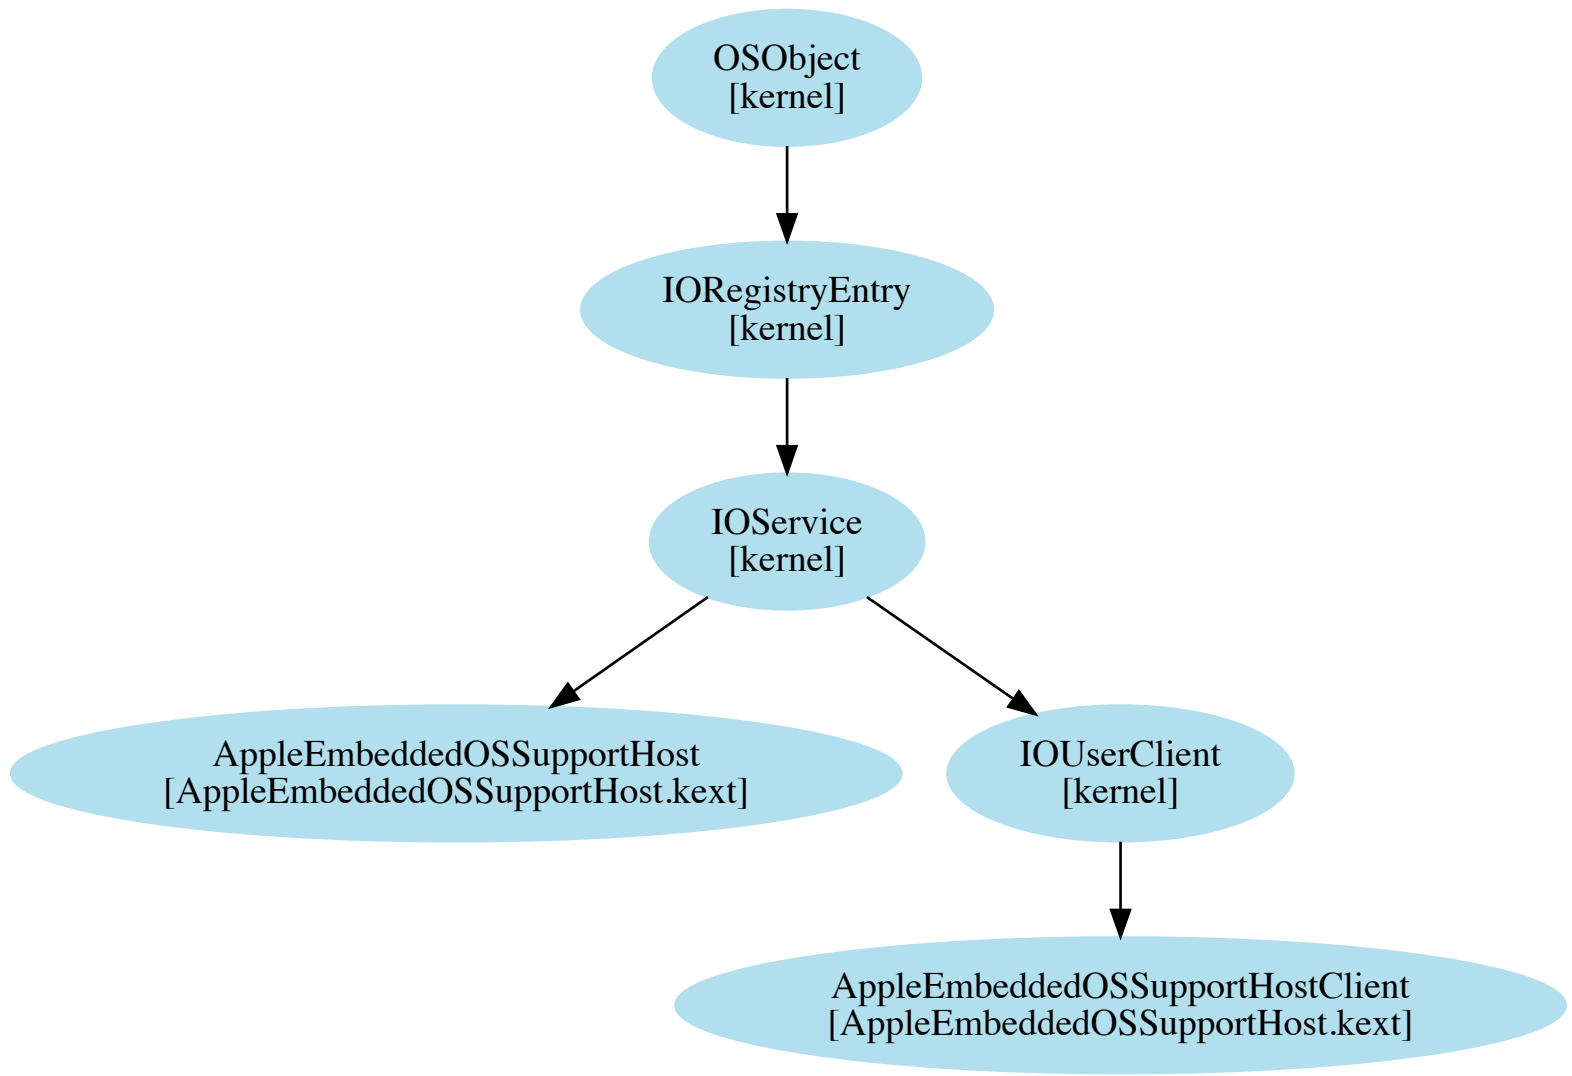 OSObject
[kernel]
IORegistryEntry
[kernel]
IOService
[kernel]
AppleEmbeddedOSSupportHost
[AppleEmbeddedOSSupportHost.kext]
IOUserClient
[kernel]
AppleEmbeddedOSSupportHostClient
[AppleEmbeddedOSSupportHost.kext]